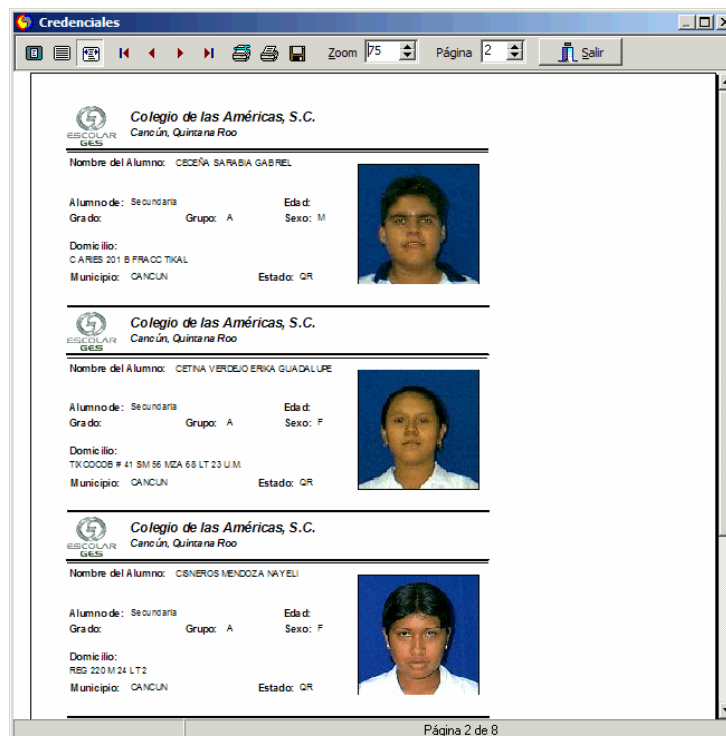 Credenciales
Zoom 75 Página 2 Salir
Colegio de las Américas, S.C.
Cancún, Quintana Roo
ESCOLAR
GES
Nombre del Alumno: CECEÑA SARABIA GABREL
Alumno de: Secundaria Edad:
Grado: Grupo: A Sexo: M
Domicilio:
C ARIES 201 B FRACC TIKAL
Municipio: CANCUN Estado: QR
Colegio de las Américas, S.C.
Cancún, Quintana Roo
ESCOLAR
GES
Nombre del Alumno: CETINA VERDEJO ERIKA GUADALUPE
Alumno de: Secundaria Edad:
Grado: Grupo: A Sexo: F
Domicilio:
TIXCOCOB # 41 SM 56 MZA 68 LT 23 U.M.
Municipio: CANCUN Estado: QR
Colegio de las Américas, S.C.
Cancún, Quintana Roo
ESCOLAR
GES
Nombre del Alumno: CISNEROS MENDOZA NAYELI
Alumno de: Secundaria Edad:
Grado: Grupo: A Sexo: F
Domicilio:
REG 220 M 24 LT 2
Municipio: CANCUN Estado: QR
Página 2 de 8